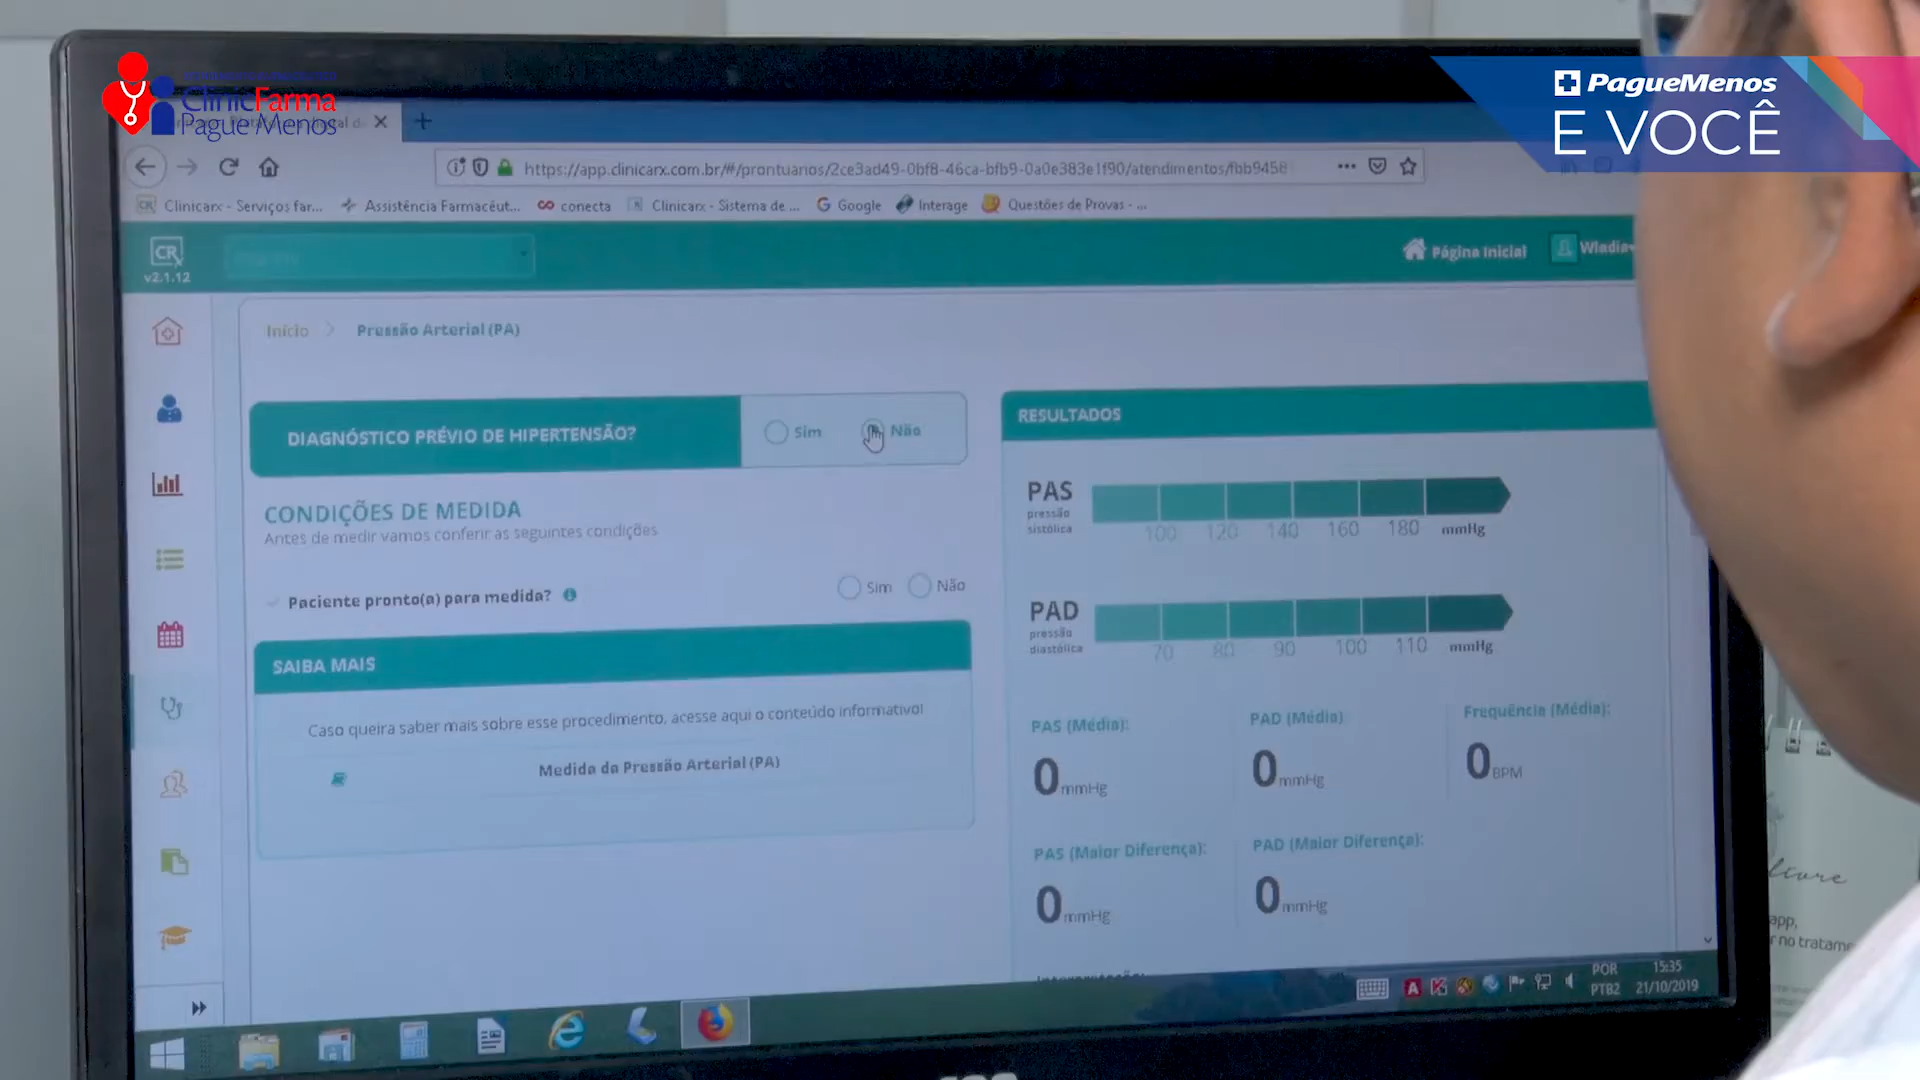 ClinicFarma
Pague Menos
PagueMenos
E VOCÊ
https://app.clinicarx.com.br/#/prontuarios/2ce3ad49-0bf8-46ca-bfb9-0a0e383e1f90/atendimentos/fbb9458
Clinicarx - Serviços far... Assistência Farmacéut... conecta Clinicarx - Sistema de ... Google Interage Questões de Provas - ...
CR
v2.1.12
Página Inicial
Início > Pressão Arterial (PA)
DIAGNÓSTICO PRÉVIO DE HIPERTENSÃO? Sim Não
CONDIÇÕES DE MEDIDA
Antes de medir vamos conferir as seguintes condições
Paciente pronto(a) para medida? Sim Não
SAIBA MAIS
Caso queira saber mais sobre esse procedimento, acesse aqui o conteúdo informativo!
Medida da Pressão Arterial (PA)
RESULTADOS
PAS
pressão
sistólica
100 120 140 160 180 mmHg
PAD
pressão
diastólica
70 80 90 100 110 mmHg
PAS (Média): PAD (Média) Frequência (Média):
0 mmHg 0 mmHg 0 BPM
PAS (Maior Diferença): PAD (Maior Diferença):
0 mmHg 0 mmHg
POR
PTB2
15:35
21/10/2019
livre
app,
no tratame